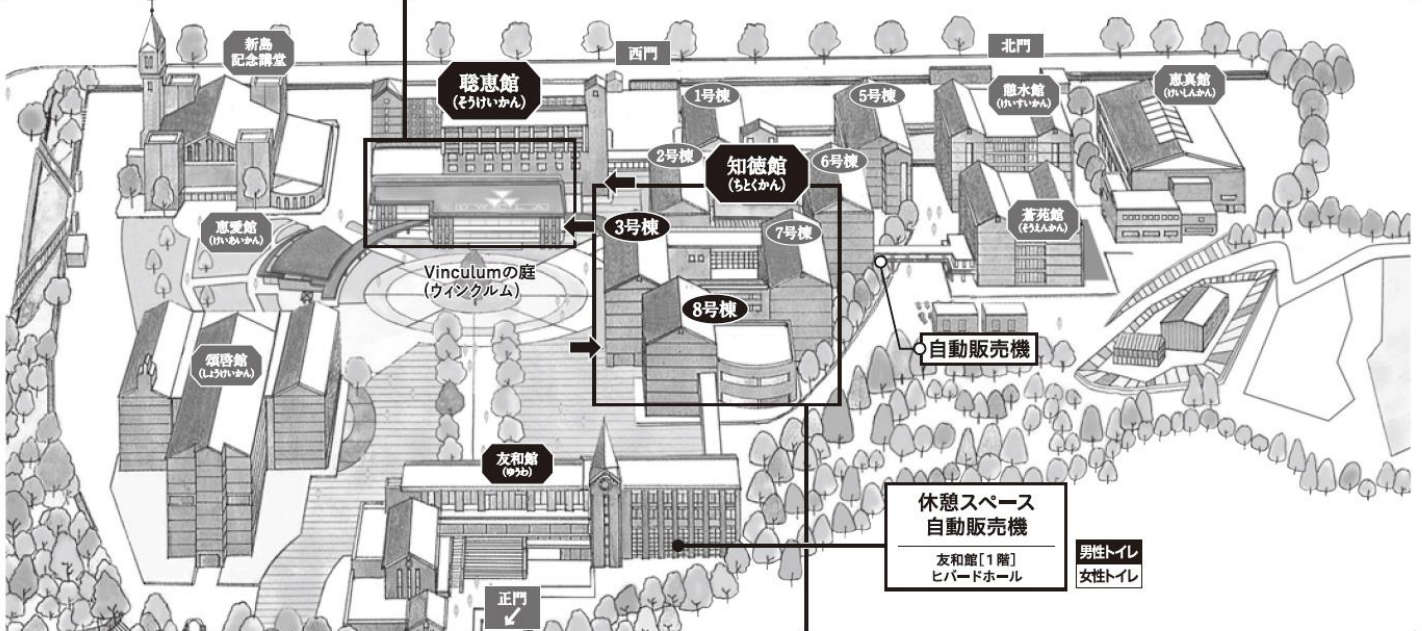 新島
記念講堂
西門
北門
聡恵館
(そうけいかん)
1号棟
5号棟
憩水館
(けいすいかん)
恵真館
(けいしんかん)
2号棟
知徳館
(ちとくかん)
6号棟
恵愛館
(けいあいかん)
3号棟
7号棟
蒼苑館
(そうえんかん)
Vinculumの庭
(ウィンクルム)
8号棟
自動販売機
頌啓館
(しょうけいかん)
友和館
(ゆうわ)
休憩スペース
自動販売機
友和館[1階]
ヒバードホール
男性トイレ
女性トイレ
正門
↙